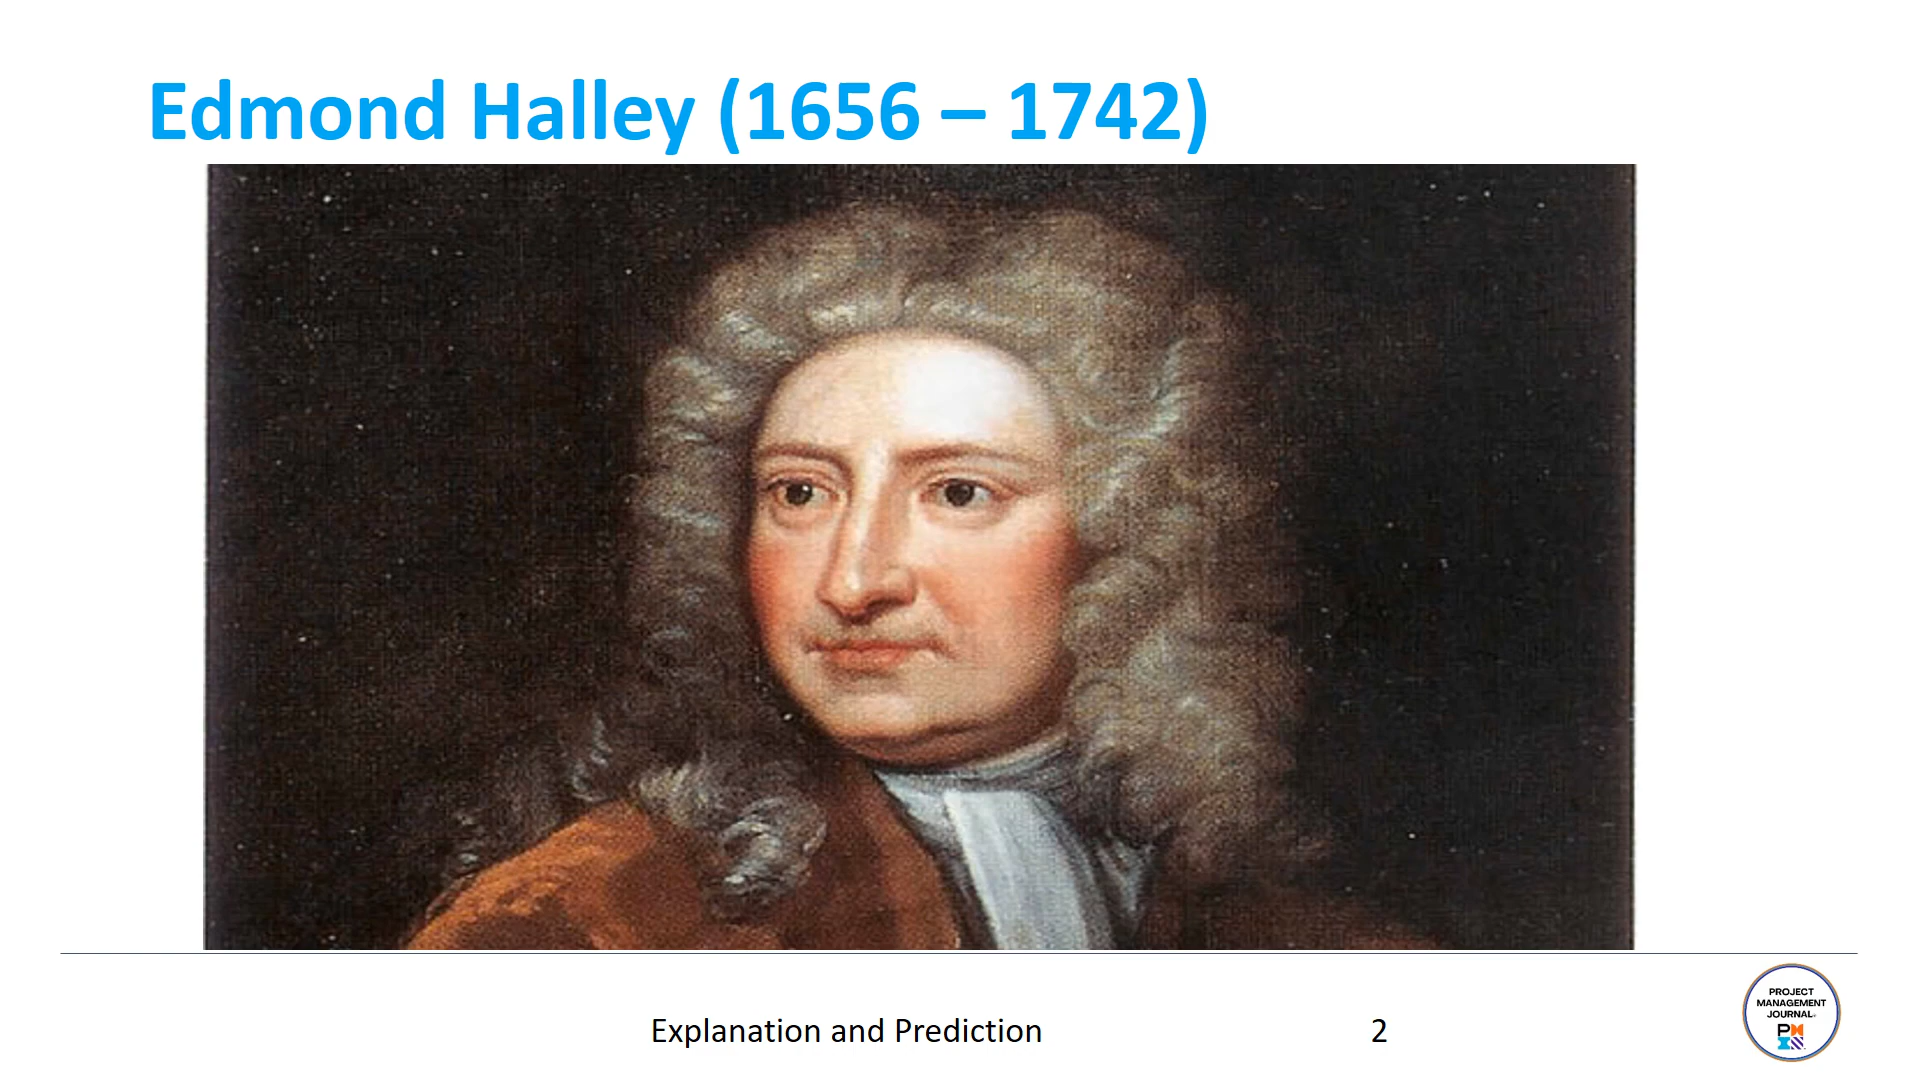 Edmond Halley (1656 – 1742)
Explanation and Prediction
2
PROJECT
MANAGEMENT
JOURNAL
PM